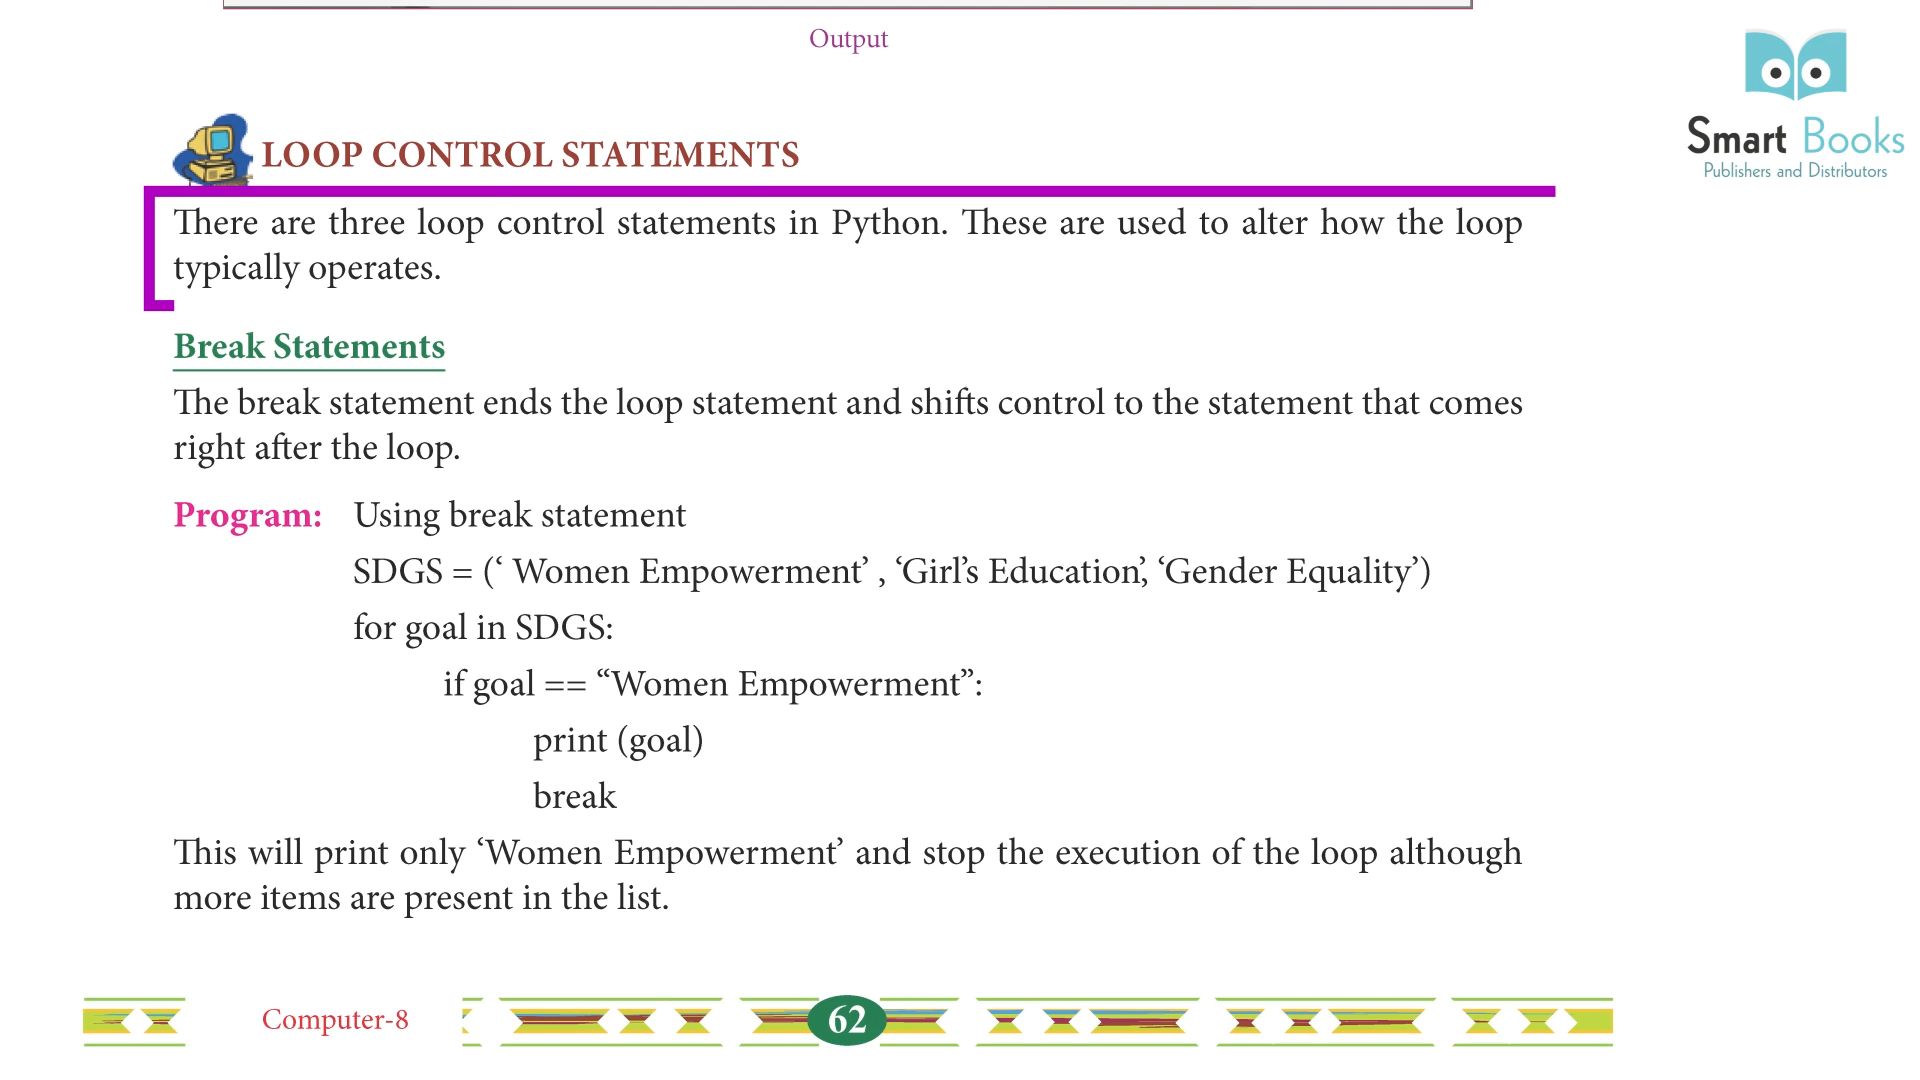 Output
Smart Books
Publishers and Distributors
LOOP CONTROL STATEMENTS
There are three loop control statements in Python. These are used to alter how the loop
typically operates.
Break Statements
The break statement ends the loop statement and shifts control to the statement that comes
right after the loop.
Program: Using break statement
SDGS = (‘ Women Empowerment’ , ‘Girl’s Education’, ‘Gender Equality’)
for goal in SDGS:
if goal == “Women Empowerment”:
print (goal)
break
This will print only ‘Women Empowerment’ and stop the execution of the loop although
more items are present in the list.
Computer-8
62